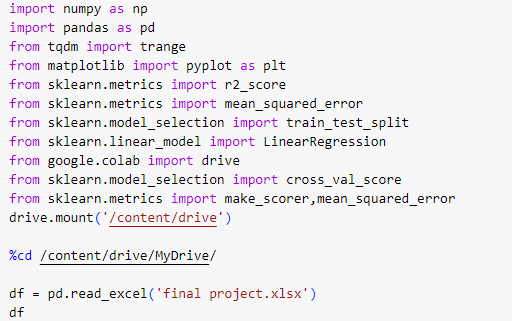 import numpy as np
import pandas as pd
from tqdm import trange
from matplotlib import pyplot as plt
from sklearn.metrics import r2_score
from sklearn.metrics import mean_squared_error
from sklearn.model_selection import train_test_split
from sklearn.linear_model import LinearRegression
from google.colab import drive
from sklearn.model_selection import cross_val_score
from sklearn.metrics import make_scorer,mean_squared_error
drive.mount('/content/drive')
%cd /content/drive/MyDrive/
df = pd.read_excel('final project.xlsx')
df